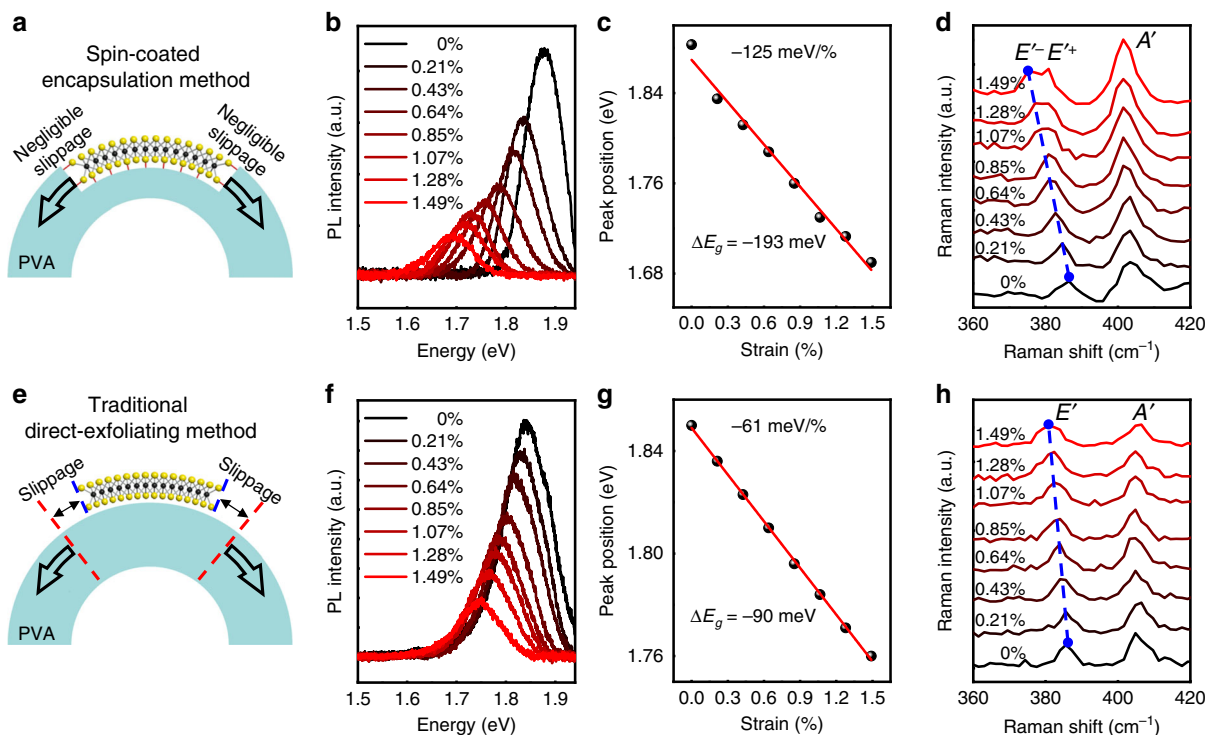 a
Spin-coated
encapsulation method
Negligible
slippage
Negligible
slippage
PVA
b
PL intensity (a.u.)
0%
0.21%
0.43%
0.64%
0.85%
1.07%
1.28%
1.49%
1.5 1.6 1.7 1.8 1.9
Energy (eV)
c
Peak position (eV)
1.84
1.76
1.68
–125 meV/%
ΔEg = –193 meV
0.0 0.3 0.6 0.9 1.2 1.5
Strain (%)
d
Raman intensity (a.u.)
E′– E′+
A′
1.49%
1.28%
1.07%
0.85%
0.64%
0.43%
0.21%
0%
360 380 400 420
Raman shift (cm–1)
e
Traditional
direct-exfoliating method
Slippage
Slippage
PVA
f
PL intensity (a.u.)
0%
0.21%
0.43%
0.64%
0.85%
1.07%
1.28%
1.49%
1.5 1.6 1.7 1.8 1.9
Energy (eV)
g
Peak position (eV)
1.84
1.80
1.76
–61 meV/%
ΔEg = –90 meV
0.0 0.3 0.6 0.9 1.2 1.5
Strain (%)
h
Raman intensity (a.u.)
E′
A′
1.49%
1.28%
1.07%
0.85%
0.64%
0.43%
0.21%
0%
360 380 400 420
Raman shift (cm–1)